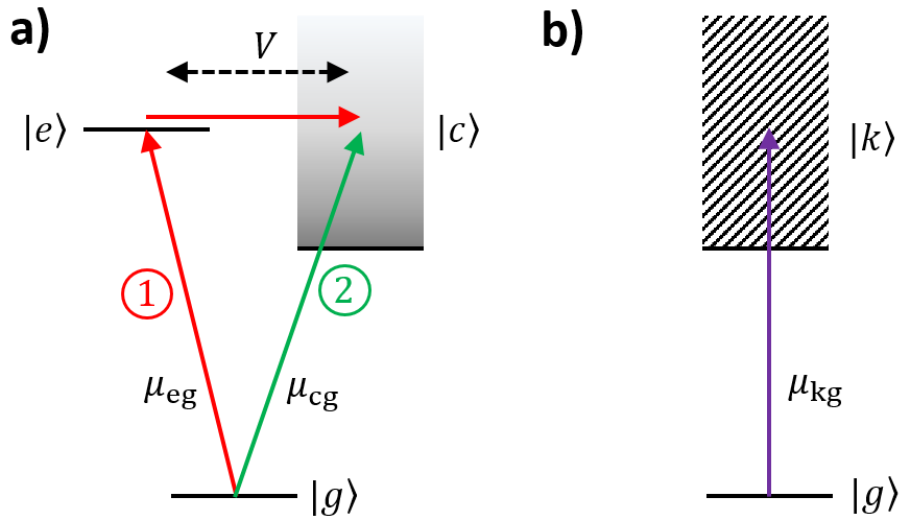 a)
V
|e⟩
|c⟩
1
2
μeg
μcg
|g⟩
b)
|k⟩
μkg
|g⟩